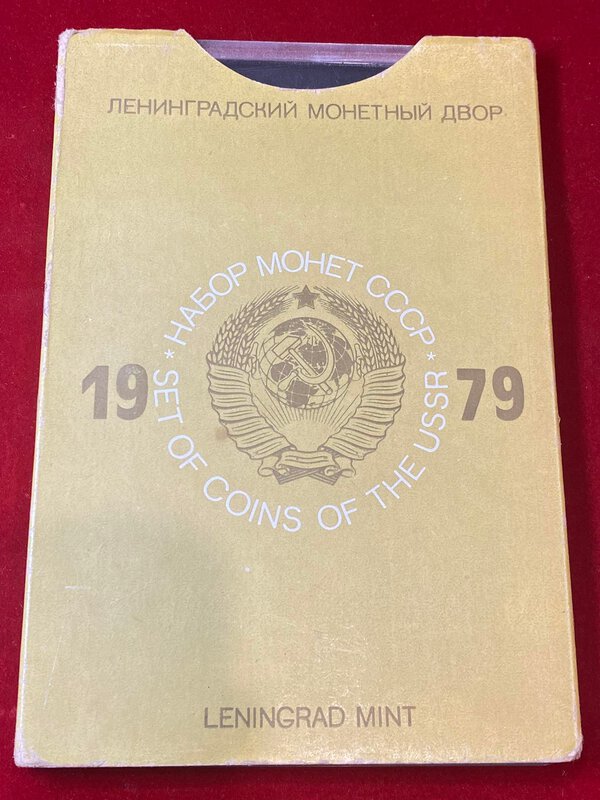 ЛЕНИНГРАДСКИЙ МОНЕТНЫЙ ДВОР
* НАБОР МОНЕТ СССР *
19 79
SET OF COINS OF THE USSR
LENINGRAD MINT